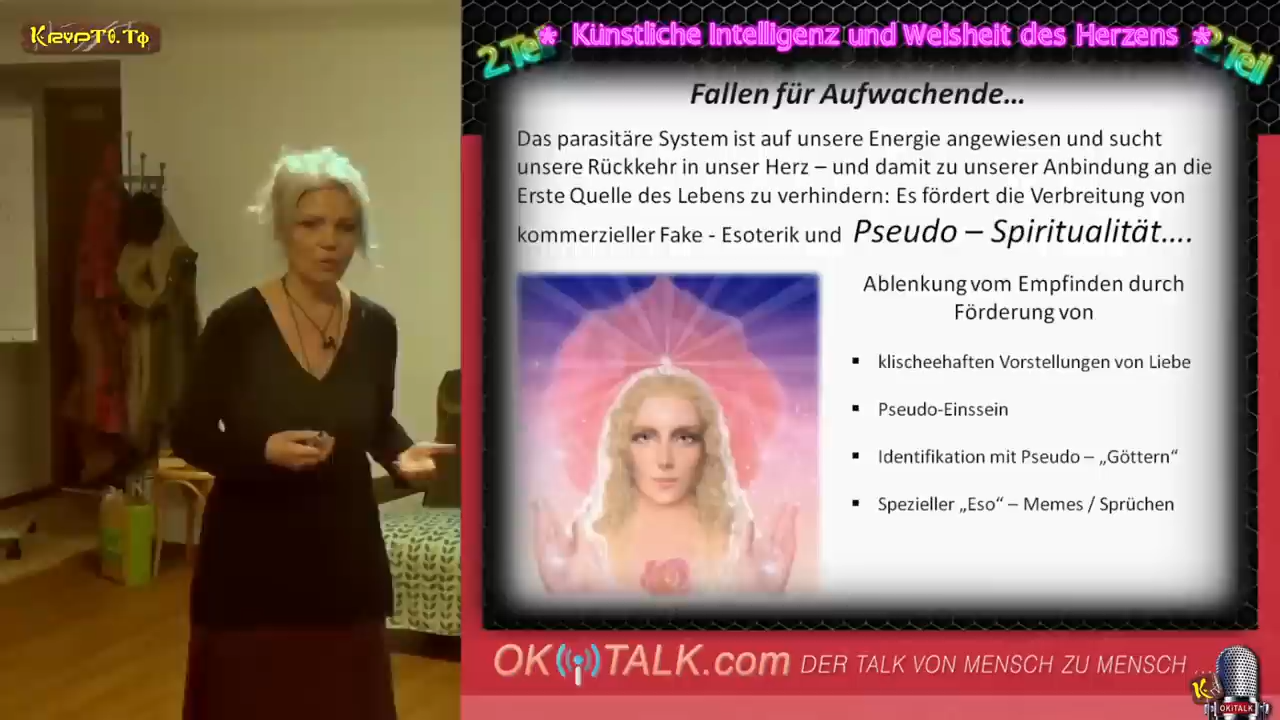 KrypT0.Tф
2.Teil * Künstliche Intelligenz und Weisheit des Herzens * 2.Teil
Fallen für Aufwachende...
Das parasitäre System ist auf unsere Energie angewiesen und sucht
unsere Rückkehr in unser Herz – und damit zu unserer Anbindung an die
Erste Quelle des Lebens zu verhindern: Es fördert die Verbreitung von
kommerzieller Fake - Esoterik und Pseudo – Spiritualität....
Ablenkung vom Empfinden durch
Förderung von
▪ klischeehaften Vorstellungen von Liebe
▪ Pseudo-Einssein
▪ Identifikation mit Pseudo – „Göttern“
▪ Spezieller „Eso“ – Memes / Sprüchen
OK TALK.com DER TALK VON MENSCH ZU MENSCH ...
OKiTALK